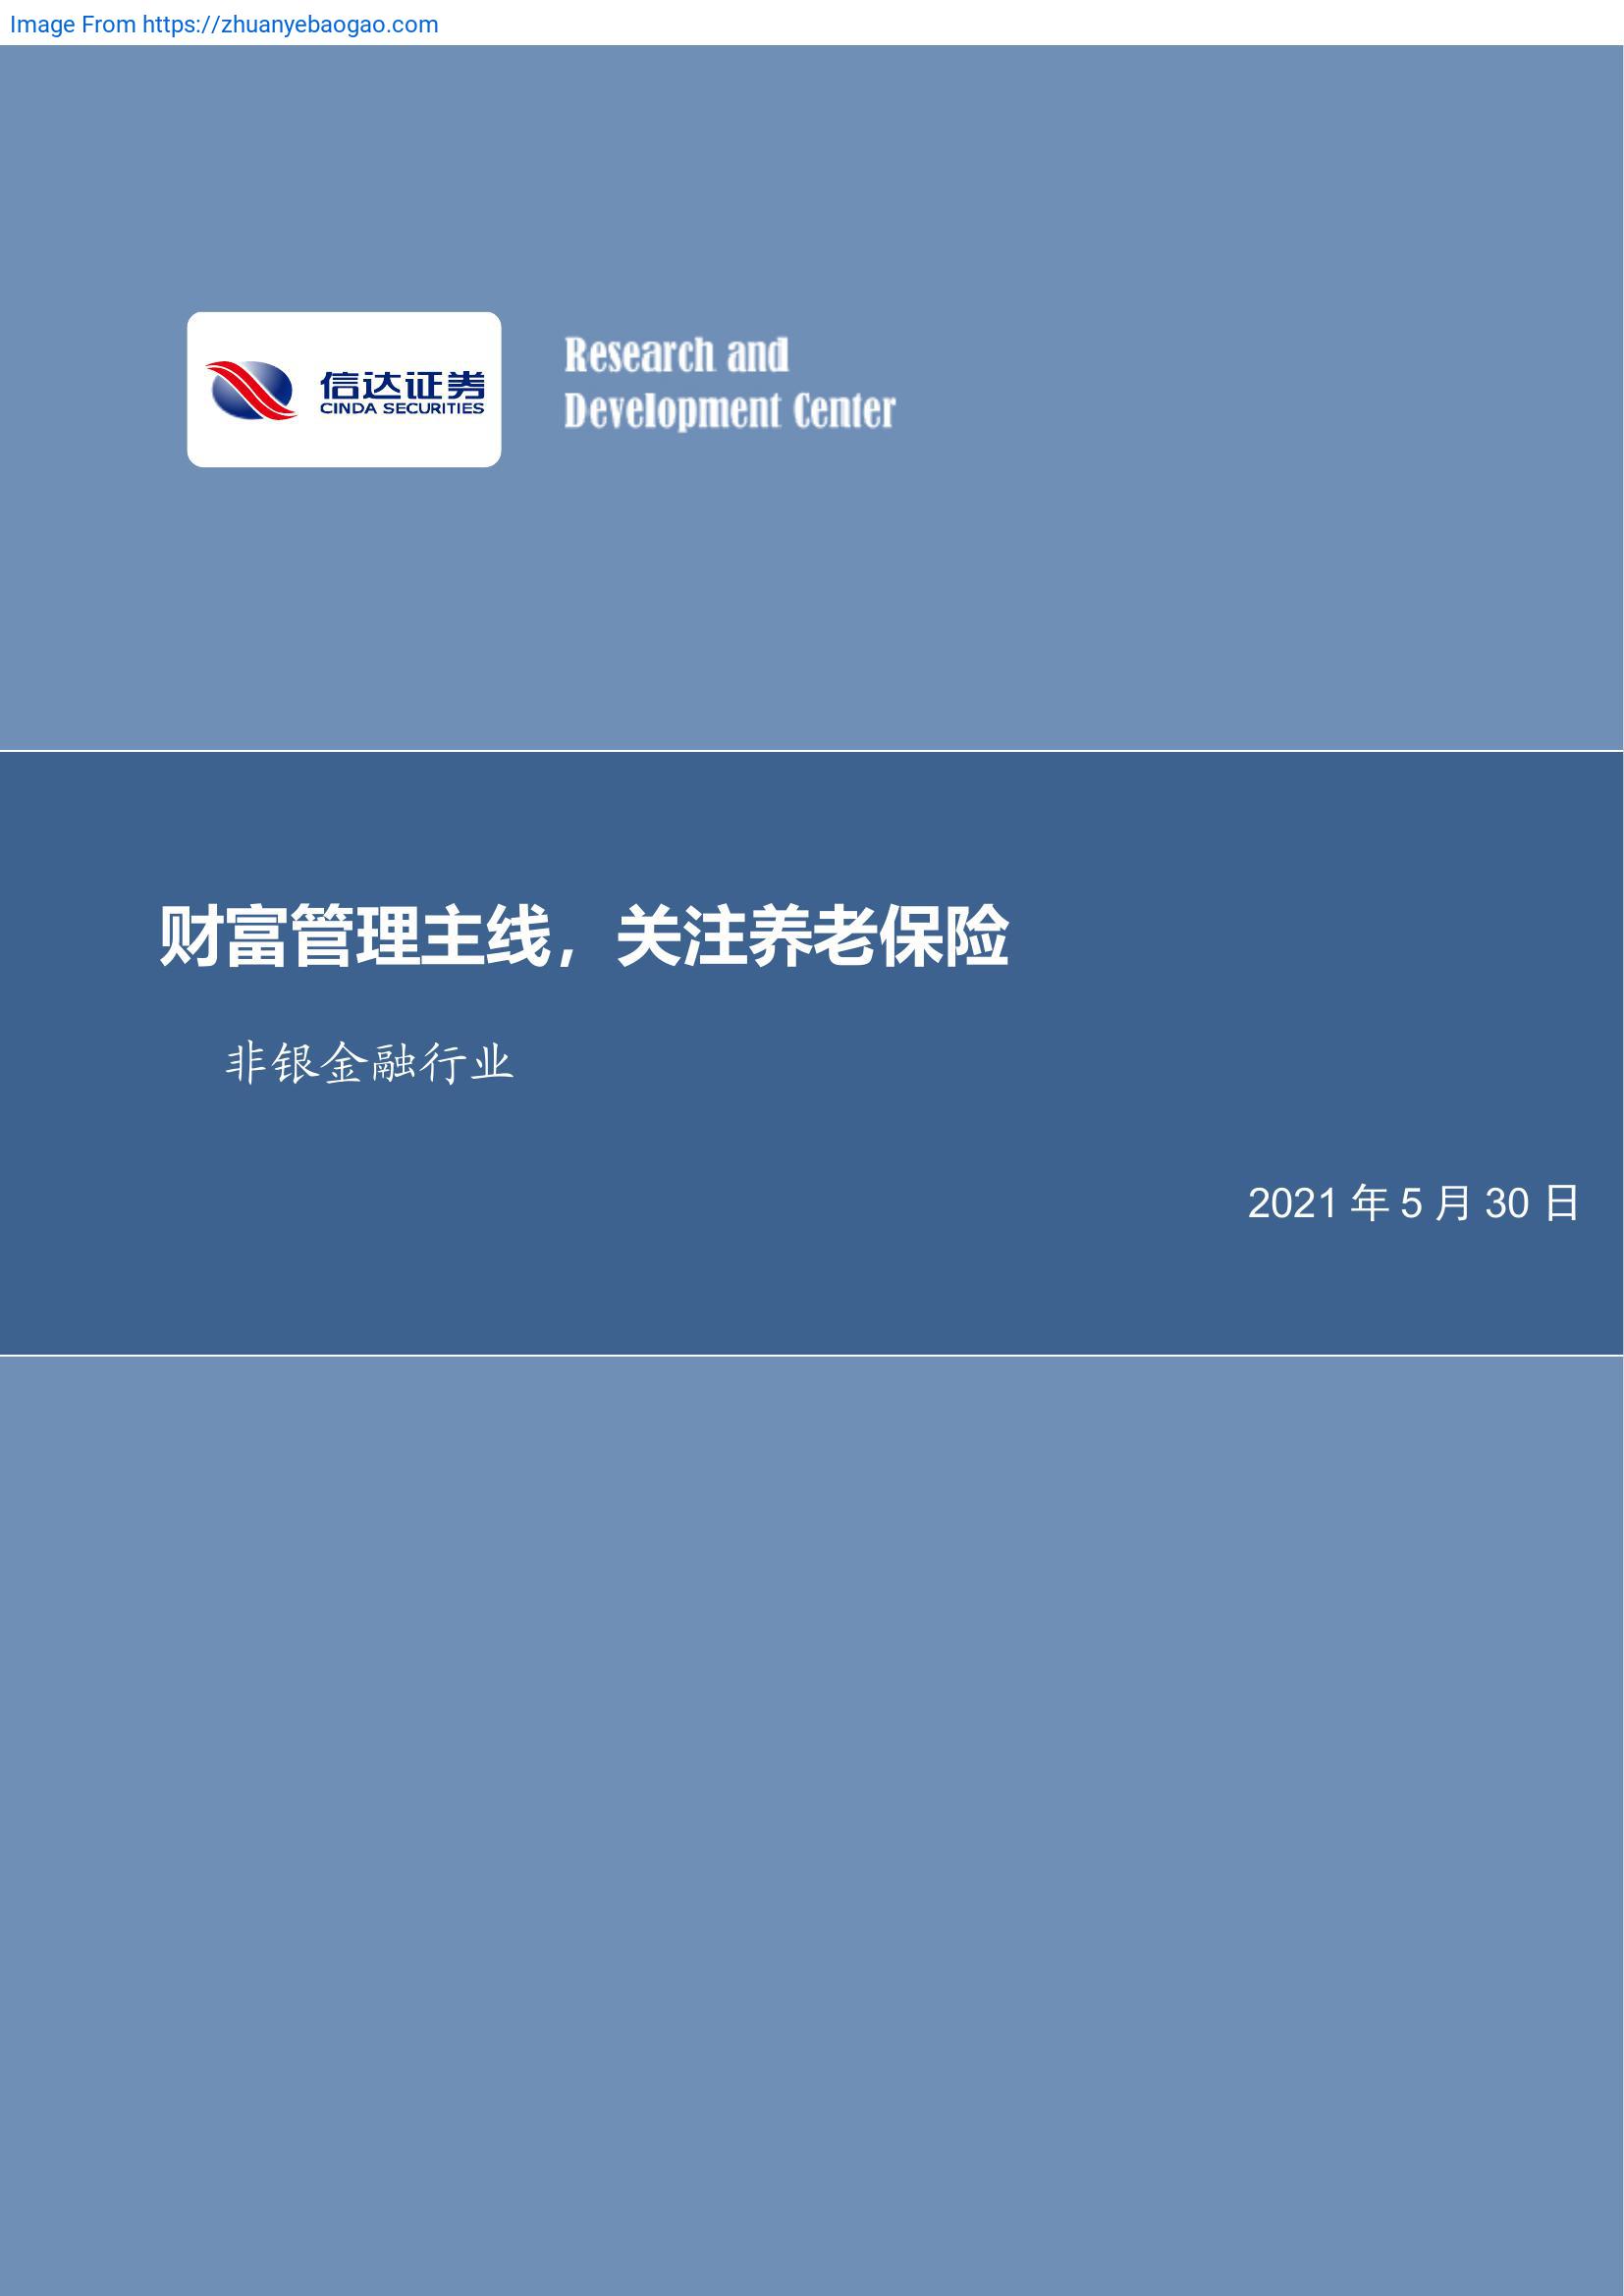 Image From https://zhuanyebaogao.com
信达证券
CINDA SECURITIES
Research and
Development Center
财富管理主线，关注养老保险
非银金融行业
2021 年 5 月 30 日